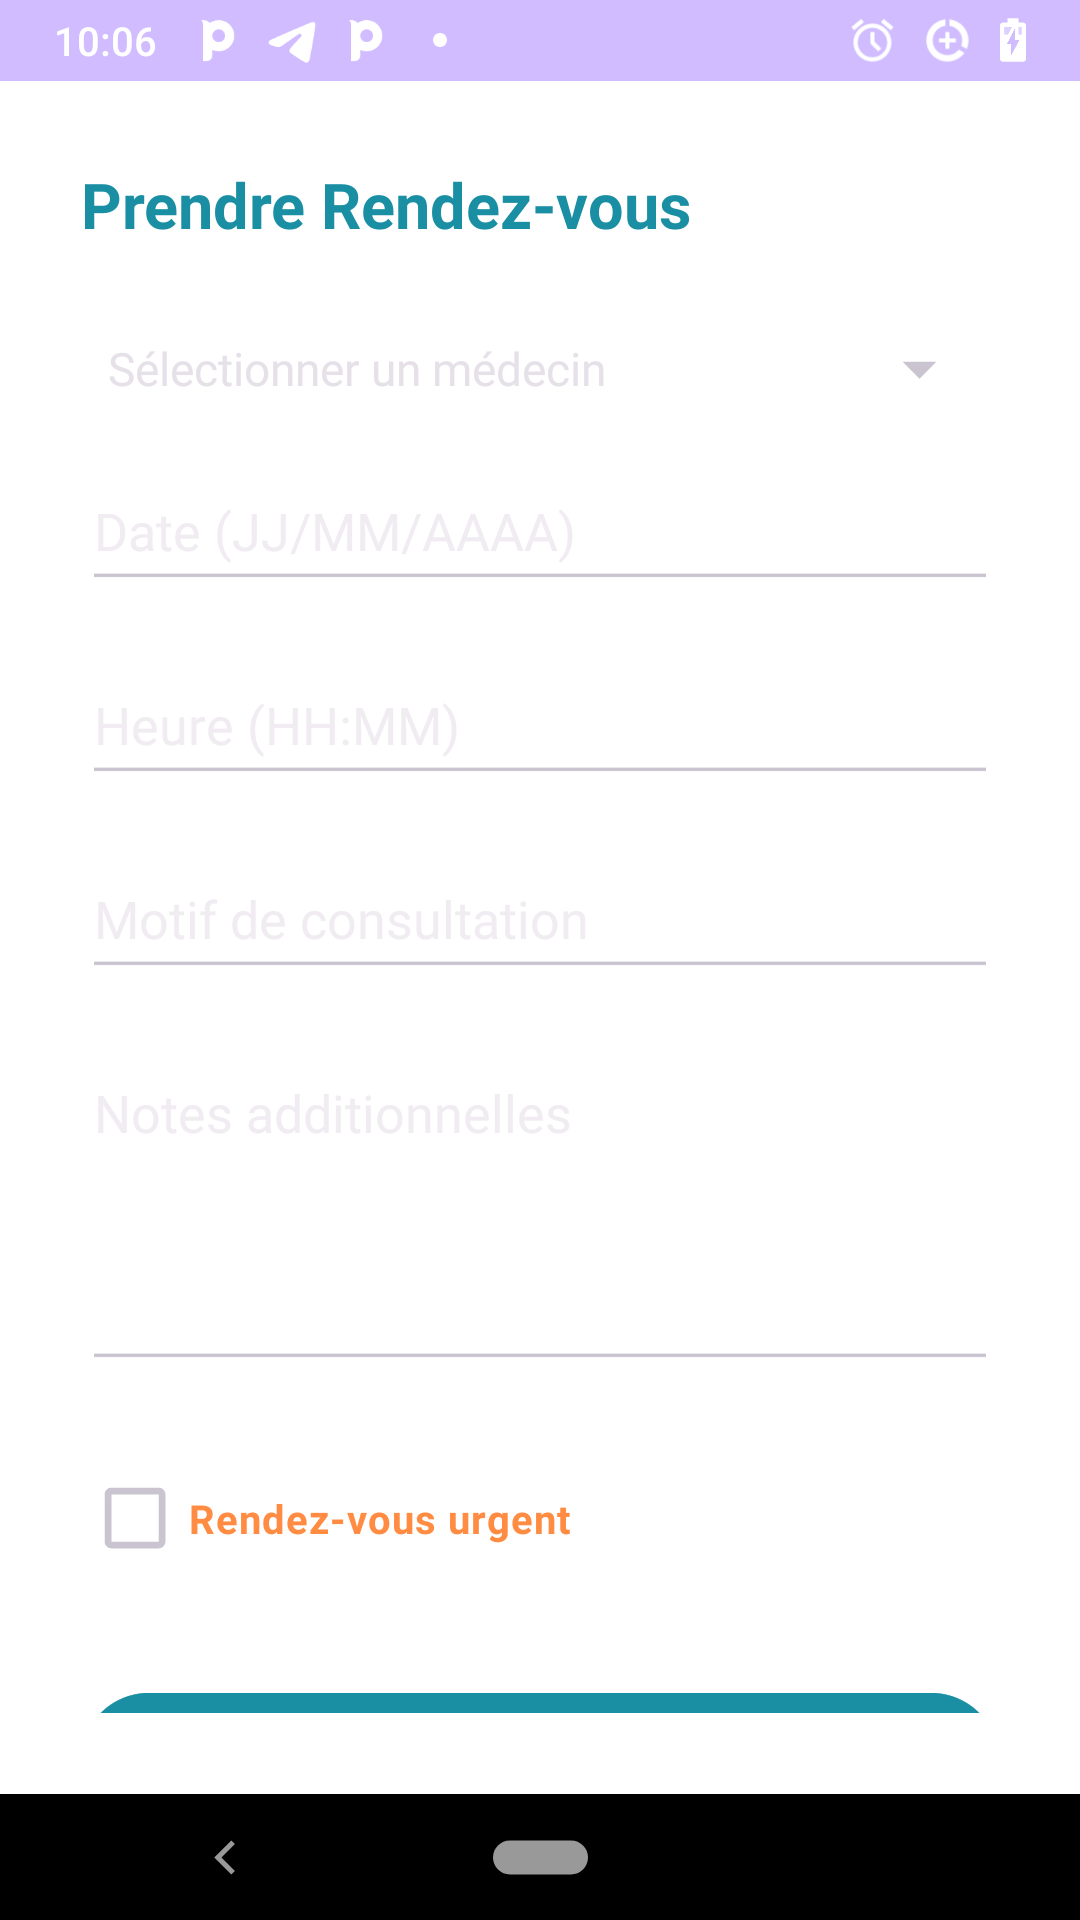 10:06
Prendre Rendez-vous
Sélectionner un médecin
Date (JJ/MM/AAAA)
Heure (HH:MM)
Motif de consultation
Notes additionnelles
Rendez-vous urgent